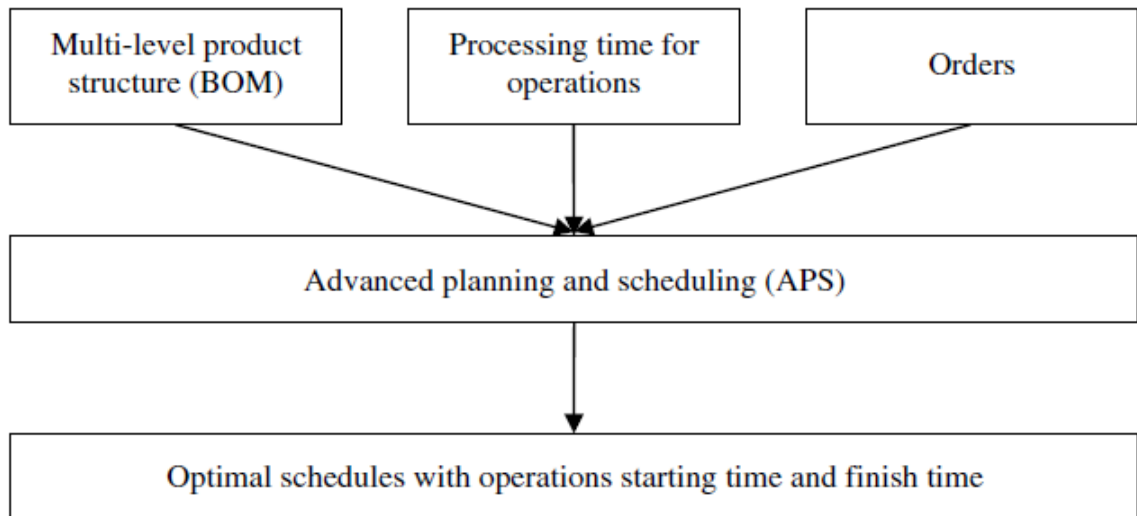 Multi-level product
structure (BOM)
Processing time for
operations
Orders
Advanced planning and scheduling (APS)
Optimal schedules with operations starting time and finish time